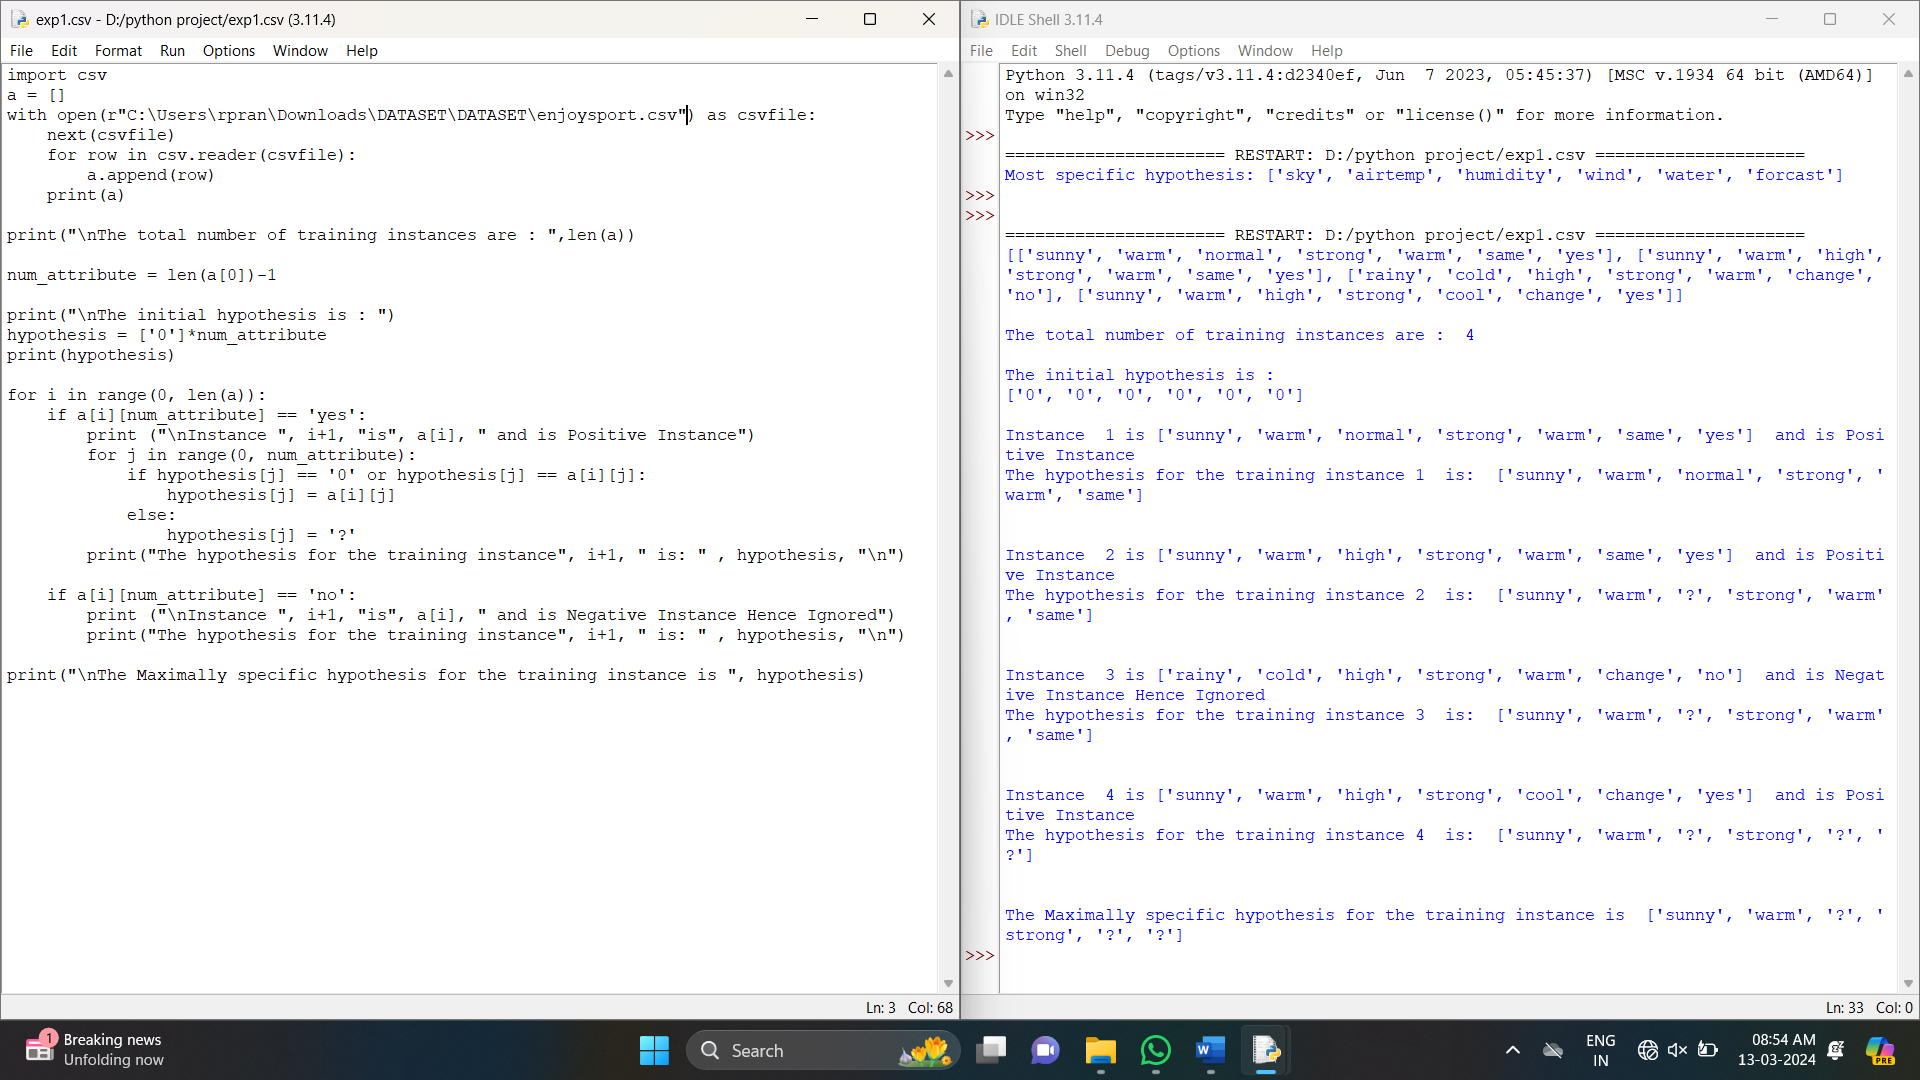 exp1.csv - D:/python project/exp1.csv (3.11.4)
File Edit Format Run Options Window Help
import csv
a = []
with open(r"C:\Users\rpran\Downloads\DATASET\DATASET\enjoysport.csv") as csvfile:
    next(csvfile)
    for row in csv.reader(csvfile):
        a.append(row)
    print(a)

print("\nThe total number of training instances are : ",len(a))

num_attribute = len(a[0])-1

print("\nThe initial hypothesis is : ")
hypothesis = ['0']*num_attribute
print(hypothesis)

for i in range(0, len(a)):
    if a[i][num_attribute] == 'yes':
        print ("\nInstance ", i+1, "is", a[i], " and is Positive Instance")
        for j in range(0, num_attribute):
            if hypothesis[j] == '0' or hypothesis[j] == a[i][j]:
                hypothesis[j] = a[i][j]
            else:
                hypothesis[j] = '?'
        print("The hypothesis for the training instance", i+1, " is: " , hypothesis, "\n")

    if a[i][num_attribute] == 'no':
        print ("\nInstance ", i+1, "is", a[i], " and is Negative Instance Hence Ignored")
        print("The hypothesis for the training instance", i+1, " is: " , hypothesis, "\n")

print("\nThe Maximally specific hypothesis for the training instance is ", hypothesis)
Ln: 3 Col: 68
IDLE Shell 3.11.4
File Edit Shell Debug Options Window Help
Python 3.11.4 (tags/v3.11.4:d2340ef, Jun  7 2023, 05:45:37) [MSC v.1934 64 bit (AMD64)]
on win32
Type "help", "copyright", "credits" or "license()" for more information.
>>>
====================== RESTART: D:/python project/exp1.csv =====================
Most specific hypothesis: ['sky', 'airtemp', 'humidity', 'wind', 'water', 'forcast']
>>>
>>>
====================== RESTART: D:/python project/exp1.csv =====================
[['sunny', 'warm', 'normal', 'strong', 'warm', 'same', 'yes'], ['sunny', 'warm', 'high',
'strong', 'warm', 'same', 'yes'], ['rainy', 'cold', 'high', 'strong', 'warm', 'change',
'no'], ['sunny', 'warm', 'high', 'strong', 'cool', 'change', 'yes']]

The total number of training instances are :  4

The initial hypothesis is :
['0', '0', '0', '0', '0', '0']

Instance  1 is ['sunny', 'warm', 'normal', 'strong', 'warm', 'same', 'yes']  and is Posi
tive Instance
The hypothesis for the training instance 1  is:  ['sunny', 'warm', 'normal', 'strong', '
warm', 'same']

Instance  2 is ['sunny', 'warm', 'high', 'strong', 'warm', 'same', 'yes']  and is Positi
ve Instance
The hypothesis for the training instance 2  is:  ['sunny', 'warm', '?', 'strong', 'warm'
, 'same']

Instance  3 is ['rainy', 'cold', 'high', 'strong', 'warm', 'change', 'no']  and is Negat
ive Instance Hence Ignored
The hypothesis for the training instance 3  is:  ['sunny', 'warm', '?', 'strong', 'warm'
, 'same']

Instance  4 is ['sunny', 'warm', 'high', 'strong', 'cool', 'change', 'yes']  and is Posi
tive Instance
The hypothesis for the training instance 4  is:  ['sunny', 'warm', '?', 'strong', '?', '
?']

The Maximally specific hypothesis for the training instance is  ['sunny', 'warm', '?', '
strong', '?', '?']
>>>
Ln: 33 Col: 0
1
Breaking news
Unfolding now
Search
W
ENG
IN
08:54 AM
13-03-2024
PRE